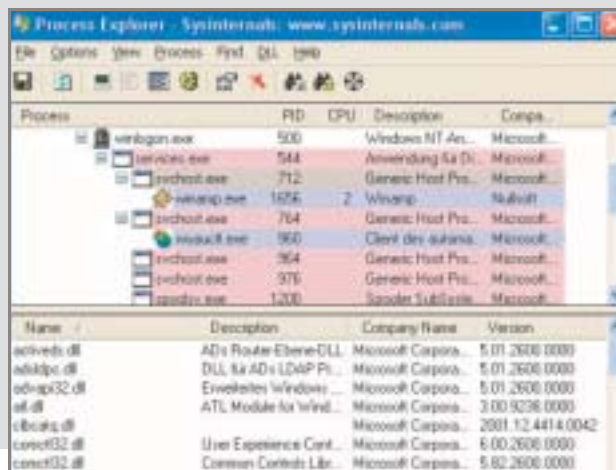 Process Explorer - Sysinternals: www.sysinternals.com
File Options View Process Find DLL Help
Process PID CPU Description Compa...
winlogon.exe 500 Windows NT An... Microsoft...
services.exe 544 Anwendung für Di... Microsoft...
svchost.exe 712 Generic Host Pro... Microsoft...
winamp.exe 1656 2 Winamp Nullsoft
svchost.exe 764 Generic Host Pro... Microsoft...
wuauclt.exe 960 Client des automa... Microsoft...
svchost.exe 964 Generic Host Pro... Microsoft...
svchost.exe 976 Generic Host Pro... Microsoft...
spoolsv.exe 1200 Spooler SubSyste... Microsoft...
Name / Description Company Name Version
activeds.dll ADs Router-Ebene-DLL Microsoft Corpora... 5.01.2600.0000
adsldpc.dll DLL für ADs LDAP Pr... Microsoft Corpora... 5.01.2600.0000
advapi32.dll Erweitertes Windows ... Microsoft Corpora... 5.01.2600.0000
atl.dll ATL Module for Wind... Microsoft Corpora... 3.00.9238.0000
clbcatq.dll Microsoft Corpora... 2001.12.4414.0042
comctl32.dll User Experience Cont... Microsoft Corpora... 6.00.2600.0000
comctl32.dll Common Controls Libr... Microsoft Corpora... 5.82.2600.0000